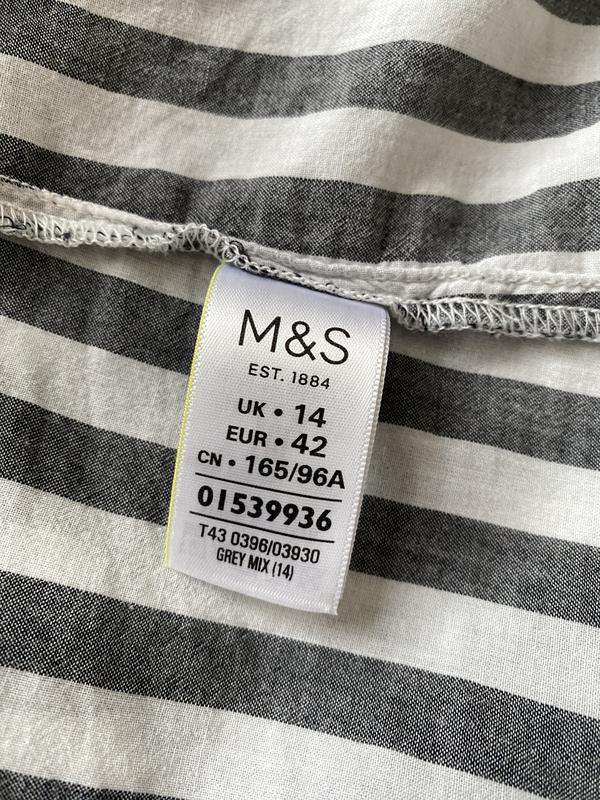 M&S
EST. 1884
UK • 14
EUR • 42
CN • 165/96A
01539936
T43 0396/03930
GREY MIX (14)